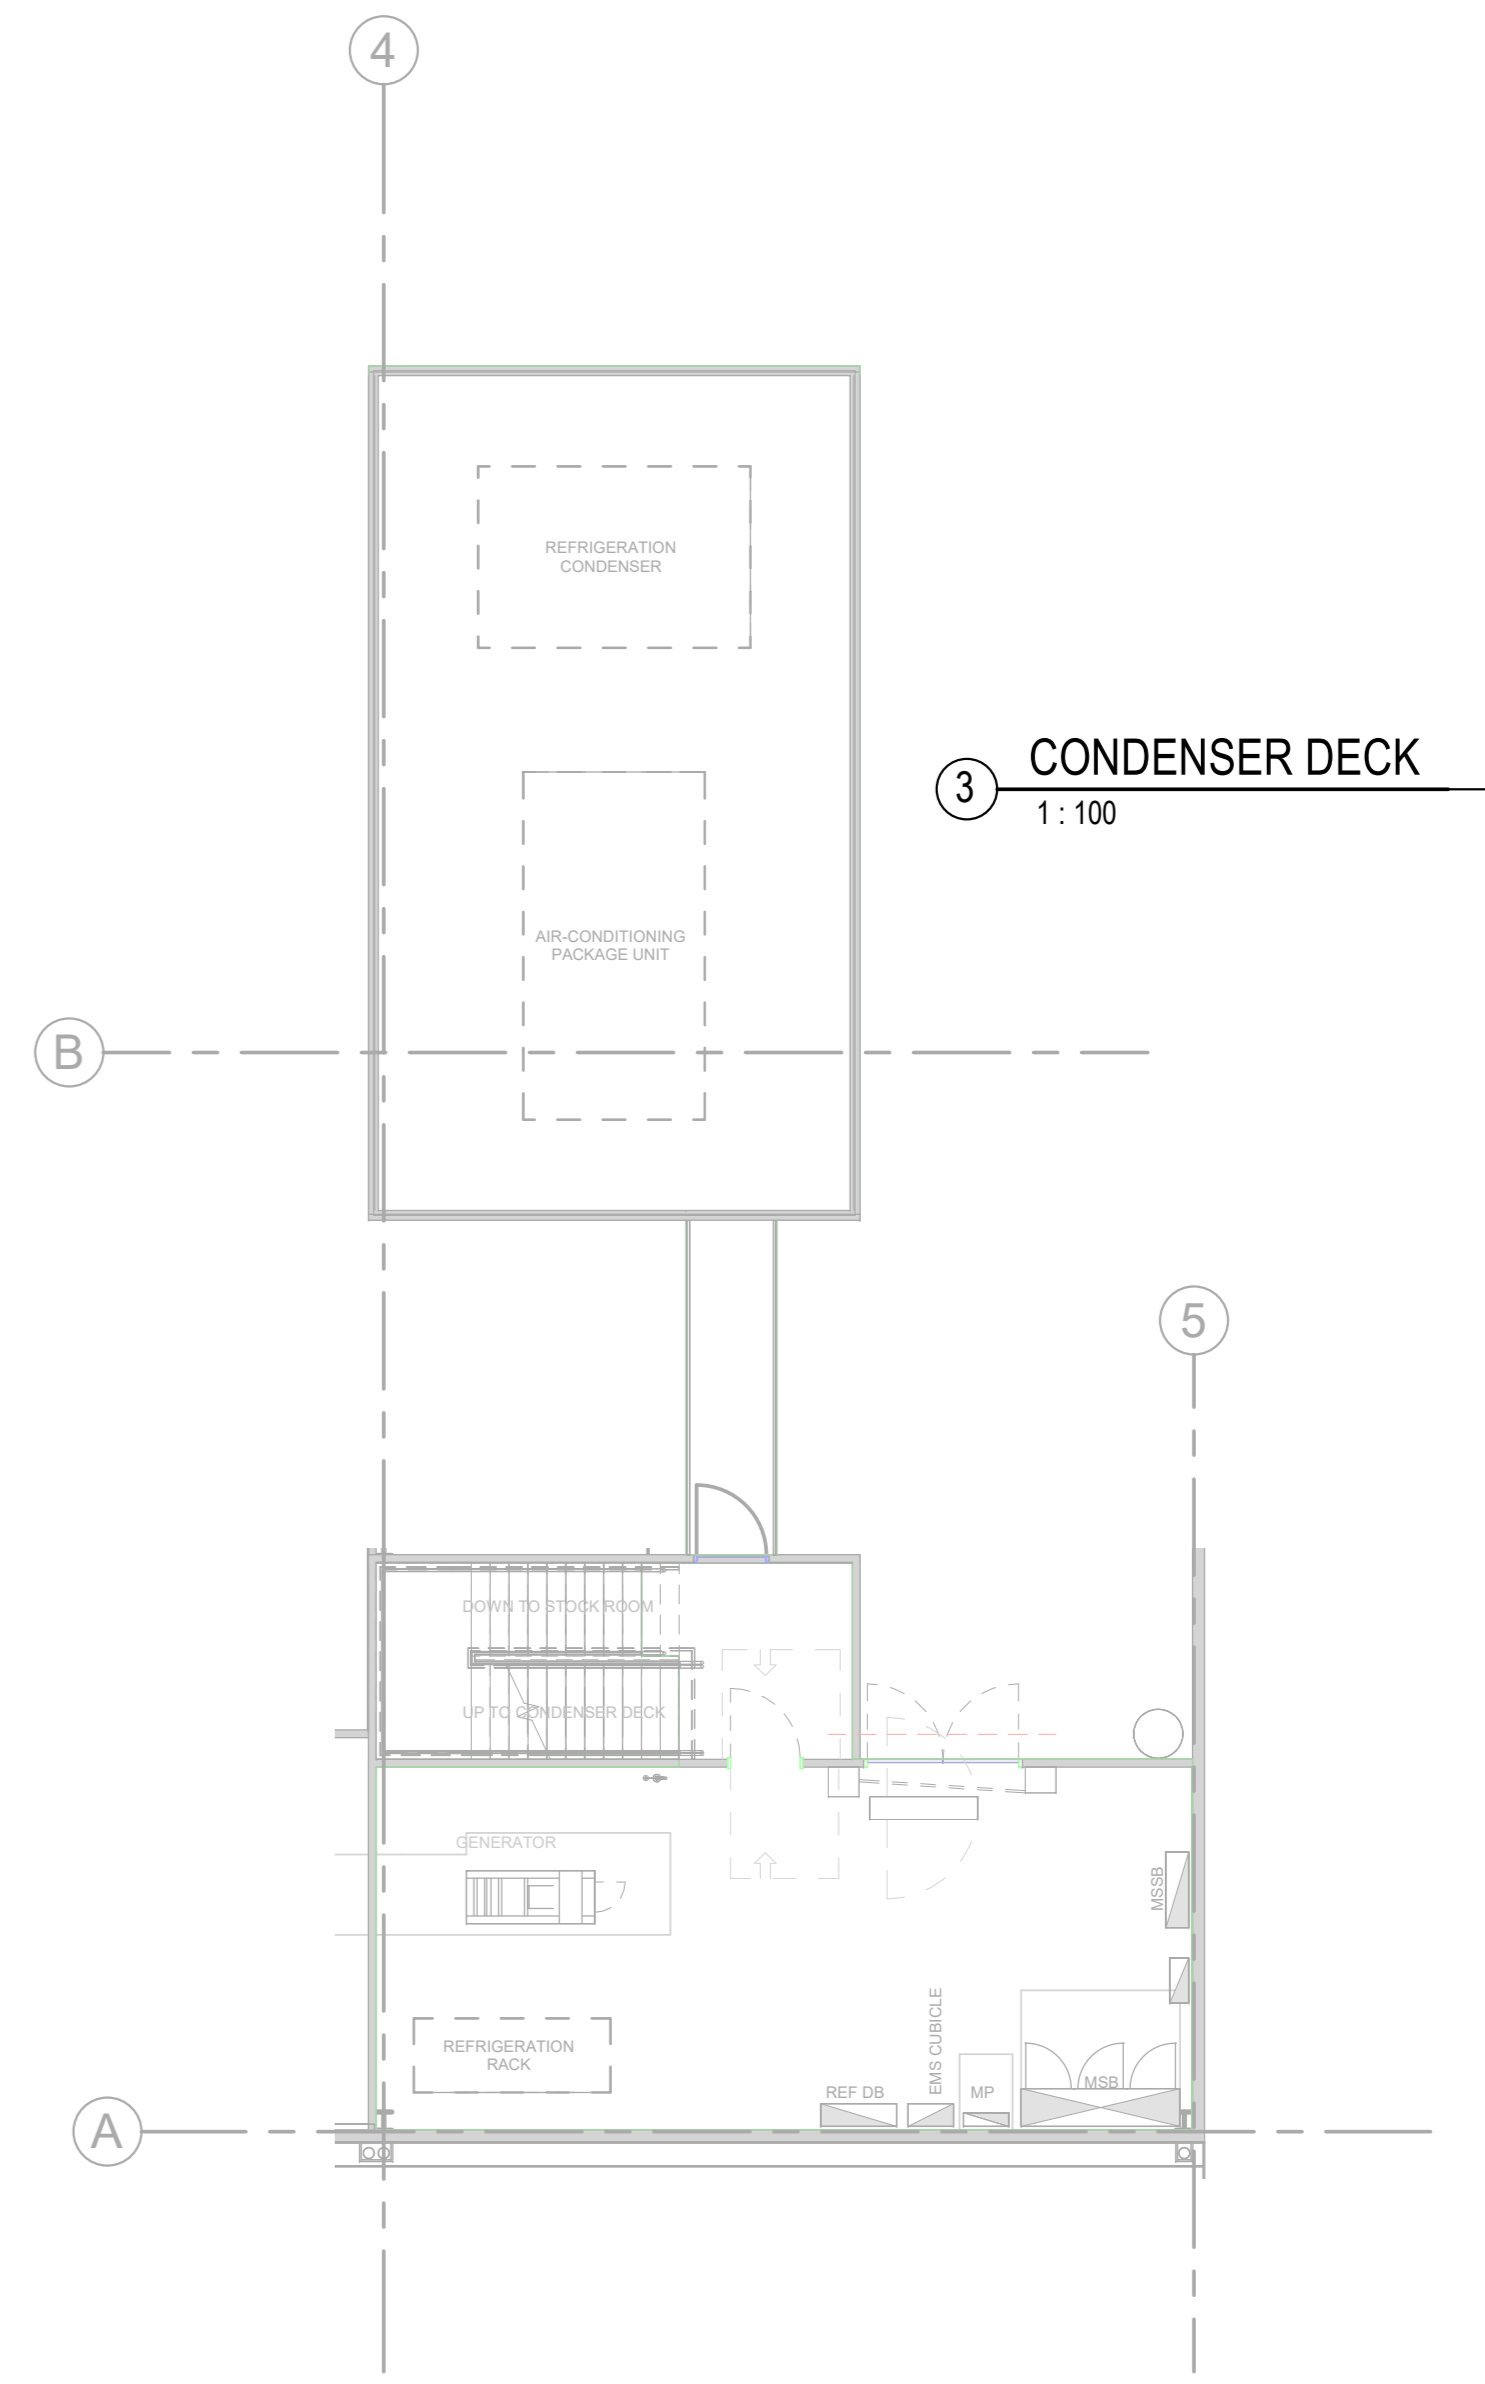 4
REFRIGERATION
CONDENSER
CONDENSER DECK
3
1 : 100
AIR-CONDITIONING
PACKAGE UNIT
B
5
DOWN TO STOCK ROOM
UP TO CONDENSER DECK
GENERATOR
MSSB
REFRIGERATION
RACK
EMS CUBICLE
REF DB
MP
MSB
A